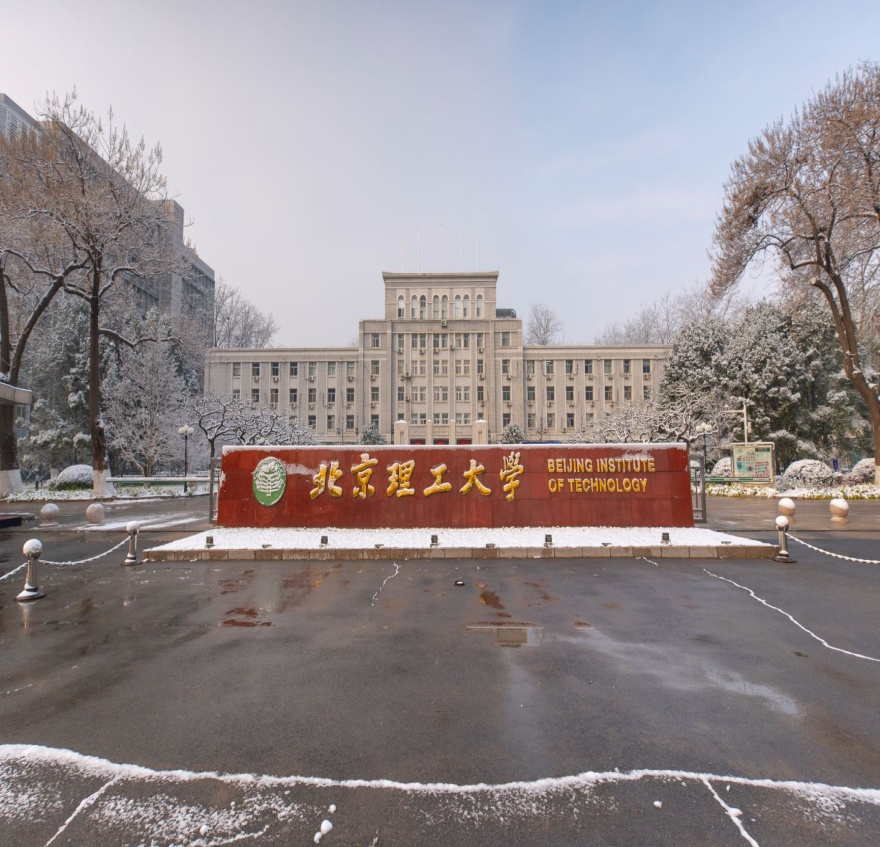 北京理工大学
BEIJING INSTITUTE
OF TECHNOLOGY